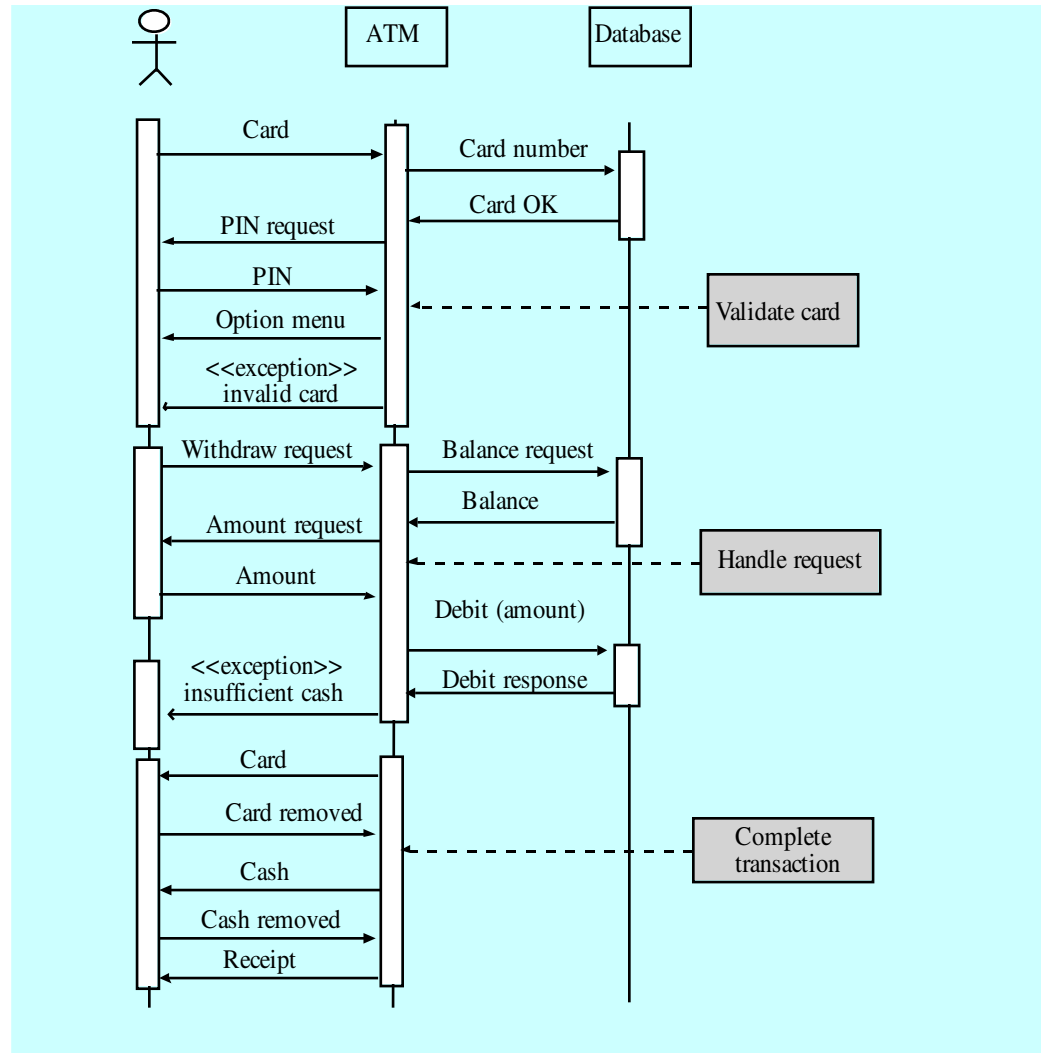 ATM
Database
Card
Card number
Card OK
PIN request
PIN
Validate card
Option menu
<<exception>>
invalid card
Withdraw request
Balance request
Balance
Amount request
Handle request
Amount
Debit (amount)
<<exception>>
insufficient cash
Debit response
Card
Card removed
Complete
transaction
Cash
Cash removed
Receipt